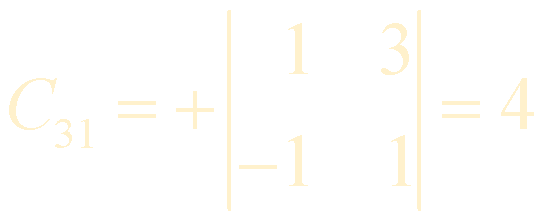 C₃₁ = + | 1 3 |
| −1 1 | = 4